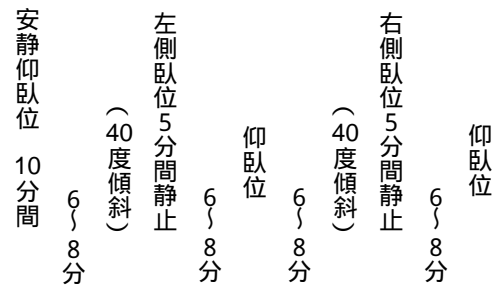 安静仰臥位 10分間
6〜8分
(40度傾斜)
左側臥位5分間静止
6〜8分
仰臥位
6〜8分
(40度傾斜)
右側臥位5分間静止
6〜8分
仰臥位